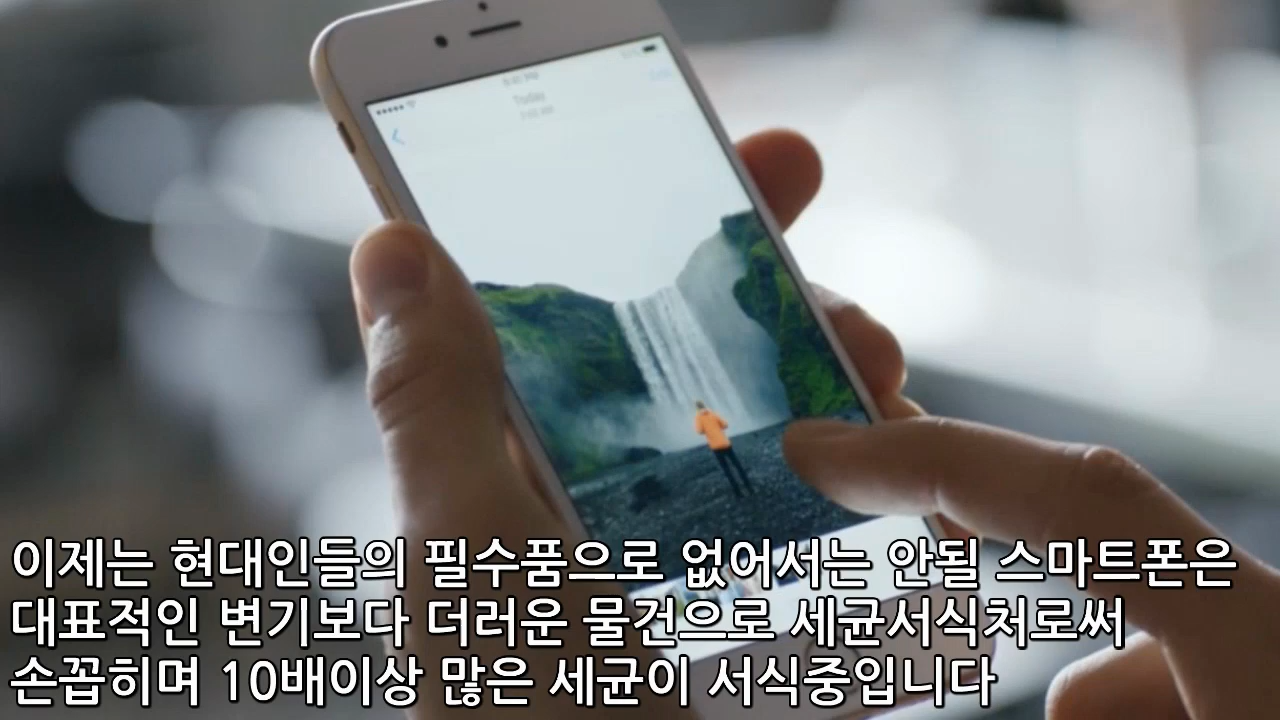 Today
이제는 현대인들의 필수품으로 없어서는 안될 스마트폰은
대표적인 변기보다 더러운 물건으로 세균서식처로써
손꼽히며 10배이상 많은 세균이 서식중입니다